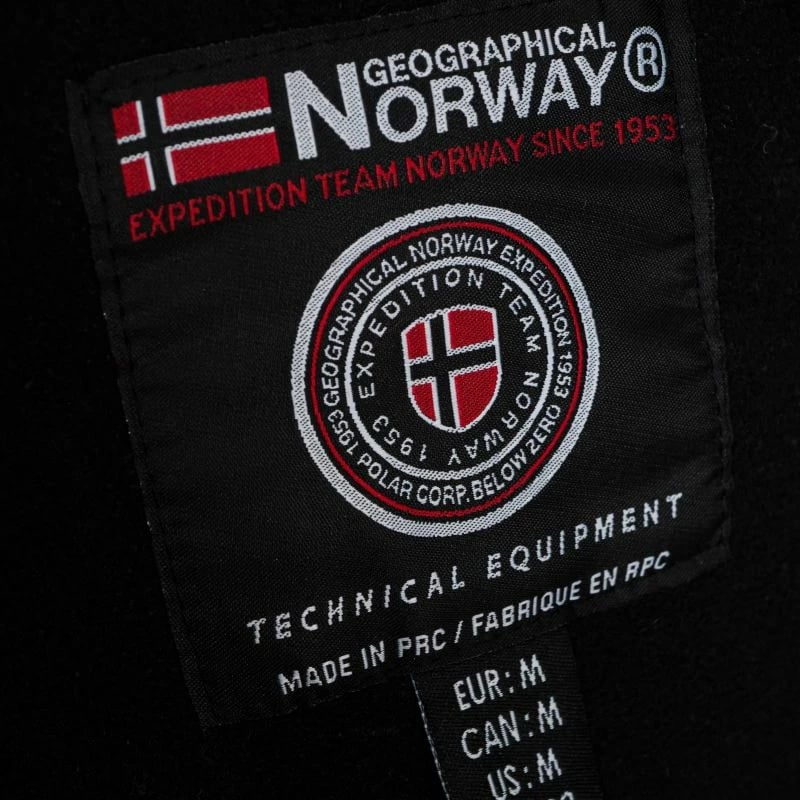 GEOGRAPHICAL
NORWAY®
EXPEDITION TEAM NORWAY SINCE 1953
GEOGRAPHICAL NORWAY EXPEDITION 1953
1953 POLAR CORP. BELOW ZERO
EXPEDITION TEAM NORWAY 1953
TECHNICAL EQUIPMENT
MADE IN PRC / FABRIQUE EN RPC
EUR: M
CAN: M
US: M